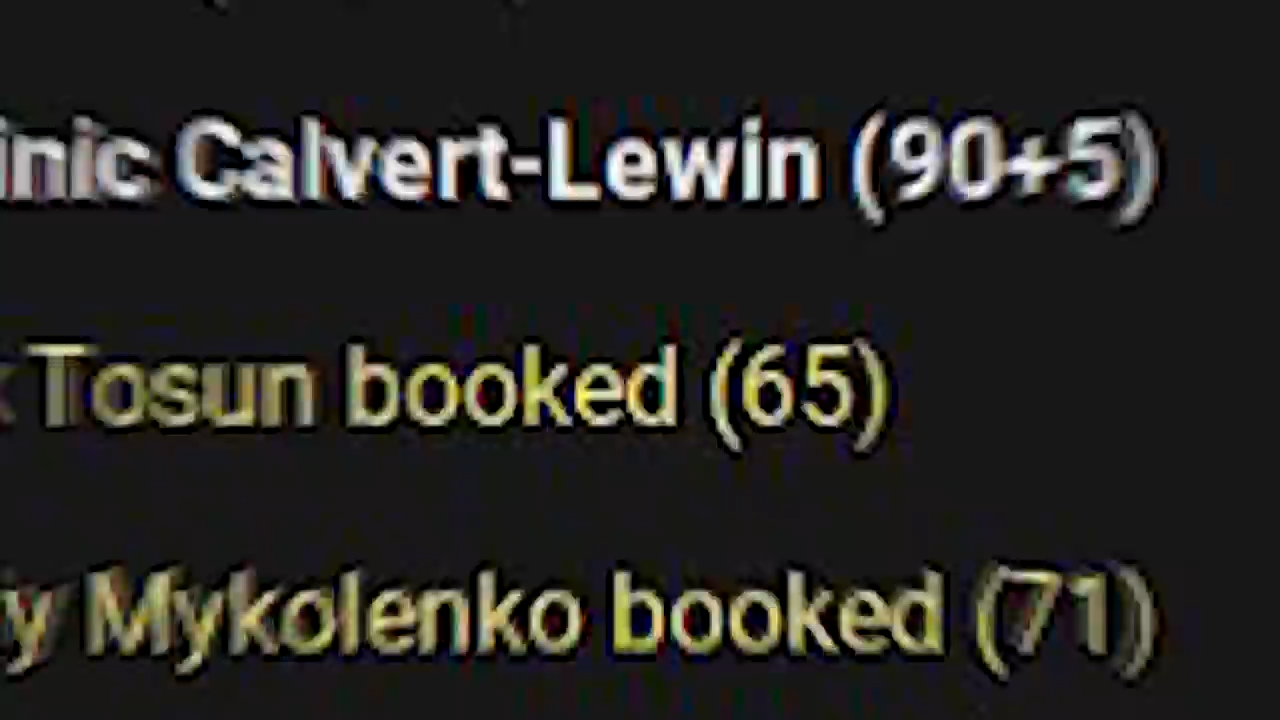 inic Calvert-Lewin (90+5)
Tosun booked (65)
y Mykolenko booked (71)